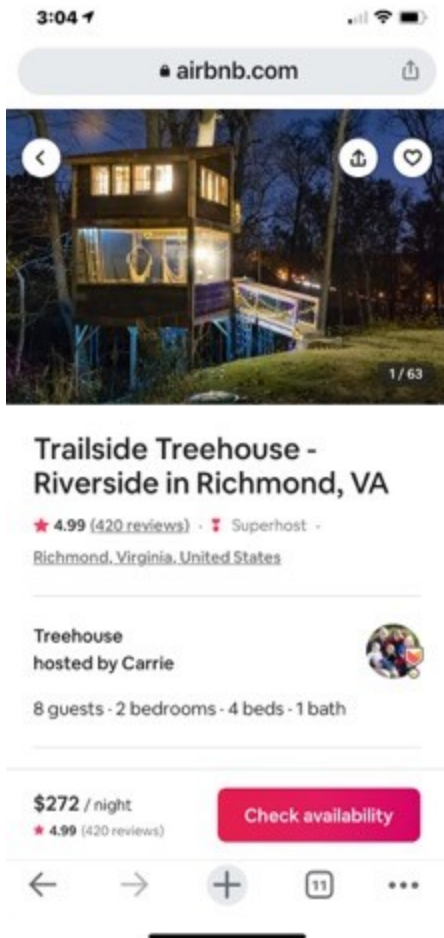 3:04
airbnb.com
1 / 63
Trailside Treehouse -
Riverside in Richmond, VA
4.99 (420 reviews) · Superhost ·
Richmond, Virginia, United States
Treehouse
hosted by Carrie
8 guests · 2 bedrooms · 4 beds · 1 bath
$272 / night
4.99 (420 reviews)
Check availability
11